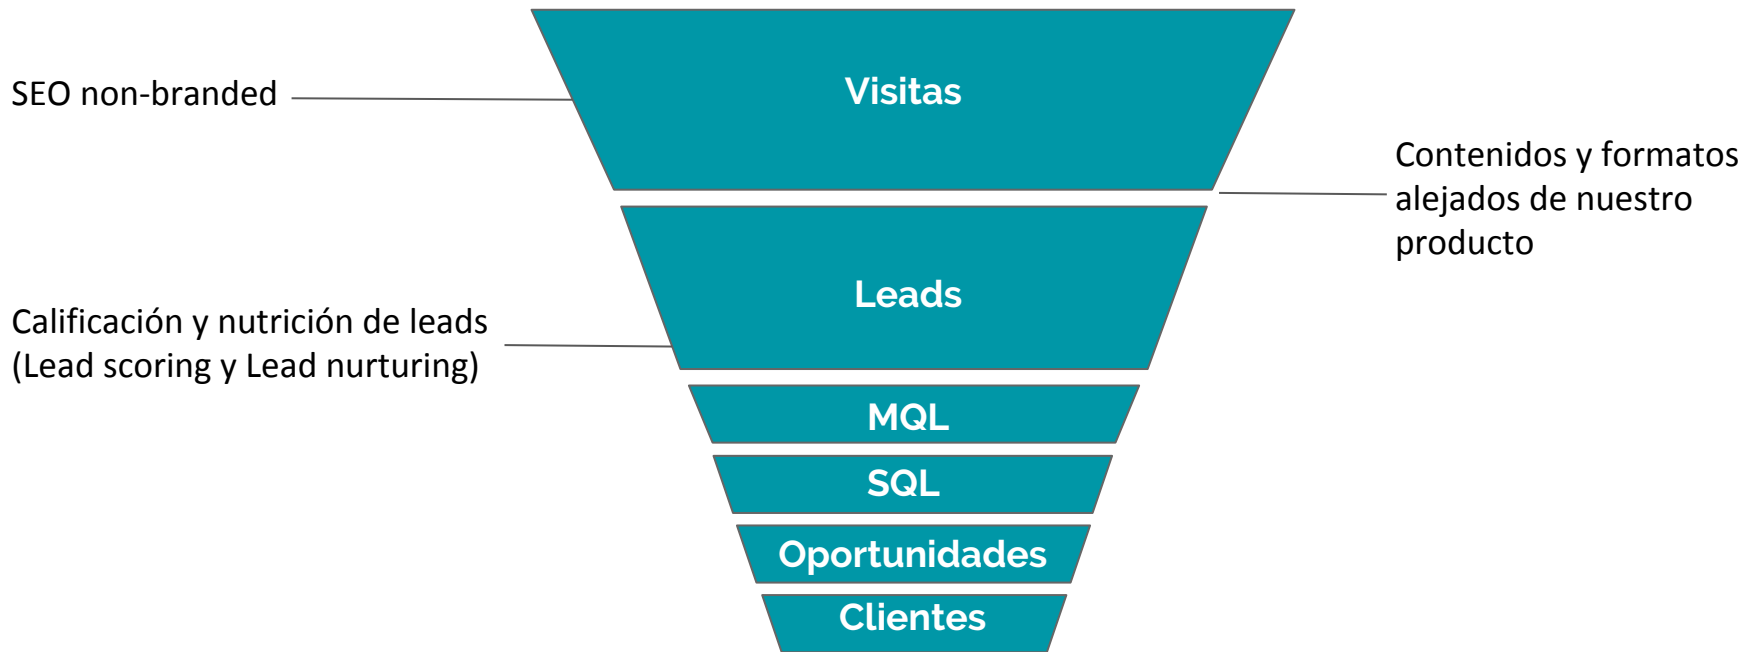 Visitas
SEO non-branded
Contenidos y formatos
alejados de nuestro
producto
Leads
Calificación y nutrición de leads
(Lead scoring y Lead nurturing)
MQL
SQL
Oportunidades
Clientes